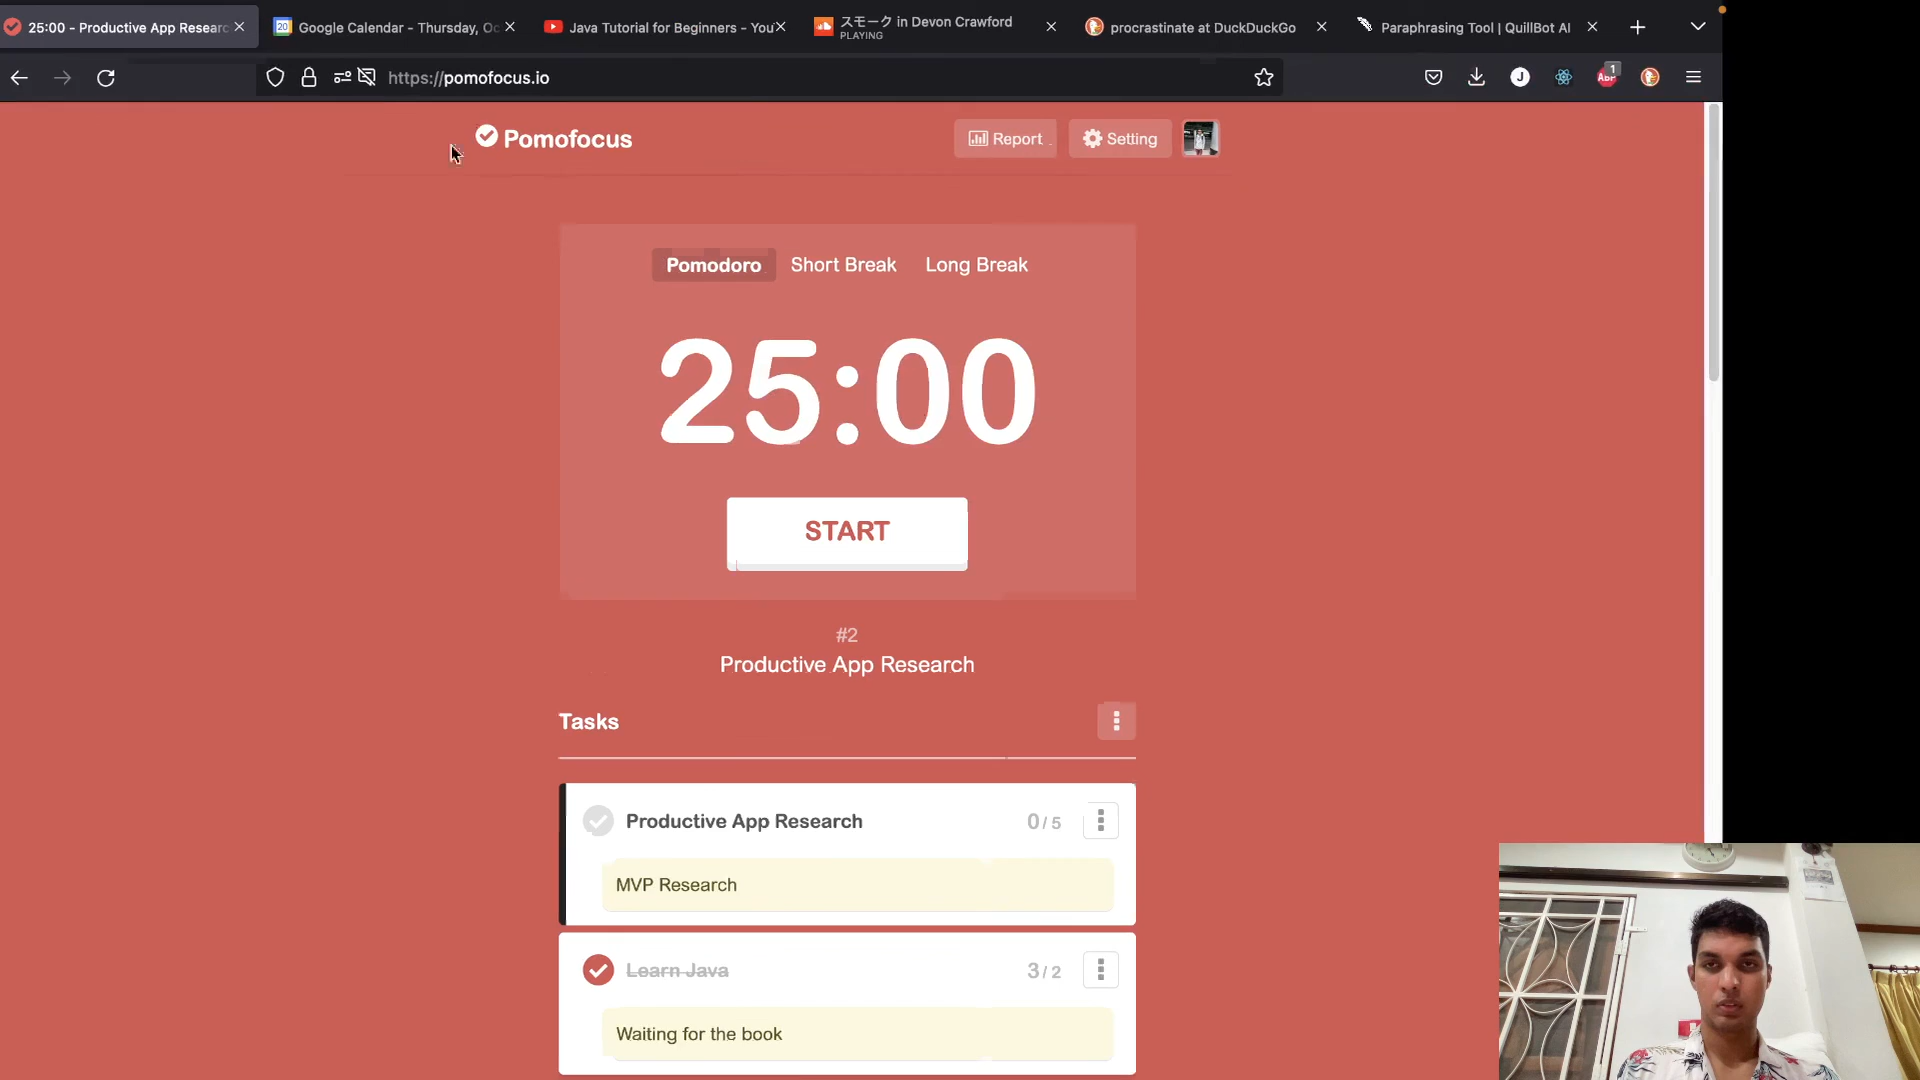 25:00 - Productive App Resear
Google Calendar - Thursday, Oc
Java Tutorial for Beginners - You
スモーク in Devon Crawford
PLAYING
procrastinate at DuckDuckGo
Paraphrasing Tool | QuillBot AI
https://pomofocus.io
J
ABP
1
Pomofocus
Report
Setting
Pomodoro
Short Break
Long Break
25:00
START
#2
Productive App Research
Tasks
Productive App Research
0/5
MVP Research
Learn Java
3/2
Waiting for the book